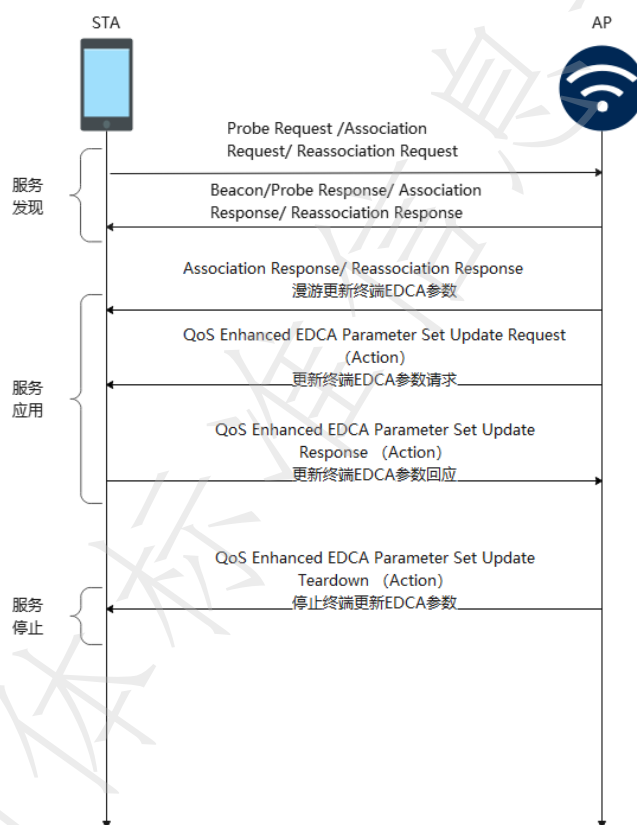 STA
AP
Probe Request /Association
Request/ Reassociation Request
服务
发现
Beacon/Probe Response/ Association
Response/ Reassociation Response
Association Response/ Reassociation Response
漫游更新终端EDCA参数
QoS Enhanced EDCA Parameter Set Update Request
（Action）
更新终端EDCA参数请求
服务
应用
QoS Enhanced EDCA Parameter Set Update
Response （Action）
更新终端EDCA参数回应
QoS Enhanced EDCA Parameter Set Update
Teardown （Action）
停止终端更新EDCA参数
服务
停止
体标准信息